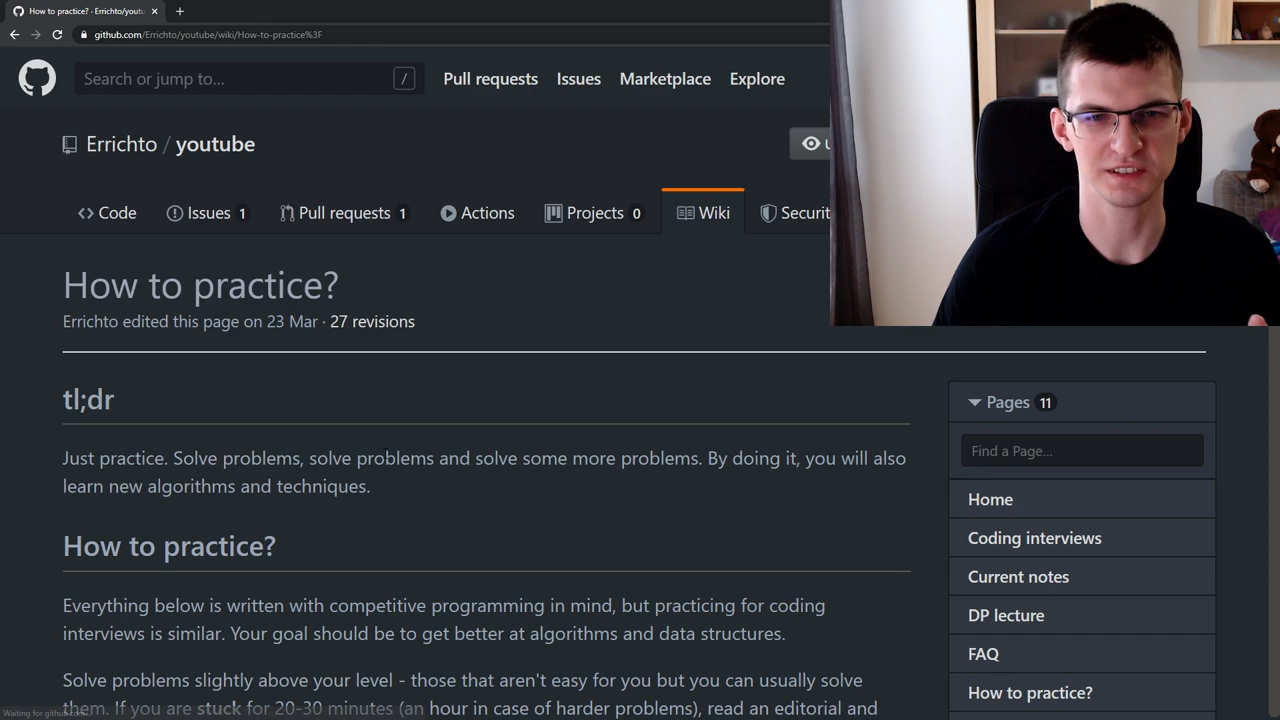 How to practice? · Errichto/youtu
github.com/Errichto/youtube/wiki/How-to-practice%3F
Search or jump to...
/
Pull requests
Issues
Marketplace
Explore
Errichto / youtube
Code
Issues 1
Pull requests 1
Actions
Projects 0
Wiki
Securit
How to practice?
Errichto edited this page on 23 Mar · 27 revisions
tl;dr
Just practice. Solve problems, solve problems and solve some more problems. By doing it, you will also
learn new algorithms and techniques.
How to practice?
Everything below is written with competitive programming in mind, but practicing for coding
interviews is similar. Your goal should be to get better at algorithms and data structures.
Solve problems slightly above your level - those that aren't easy for you but you can usually solve
them. If you are stuck for 20-30 minutes (an hour in case of harder problems), read an editorial and
Pages 11
Find a Page...
Home
Coding interviews
Current notes
DP lecture
FAQ
How to practice?
Waiting for github.com...